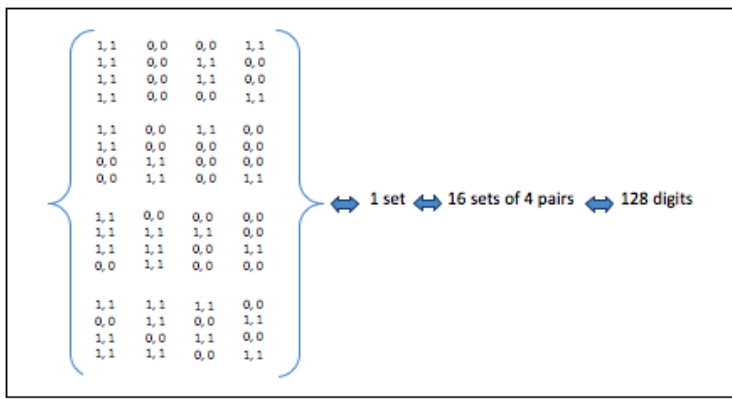 1, 1 0, 0 0, 0 1, 1
1, 1 0, 0 1, 1 0, 0
1, 1 0, 0 1, 1 0, 0
1, 1 0, 0 0, 0 1, 1
1, 1 0, 0 1, 1 0, 0
1, 1 0, 0 0, 0 0, 0
0, 0 1, 1 0, 0 0, 0
0, 0 1, 1 0, 0 1, 1
1 set 16 sets of 4 pairs 128 digits
1, 1 0, 0 0, 0 0, 0
1, 1 1, 1 1, 1 0, 0
1, 1 1, 1 0, 0 1, 1
0, 0 1, 1 0, 0 0, 0
1, 1 1, 1 1, 1 0, 0
0, 0 1, 1 0, 0 1, 1
1, 1 0, 0 1, 1 0, 0
1, 1 1, 1 0, 0 1, 1